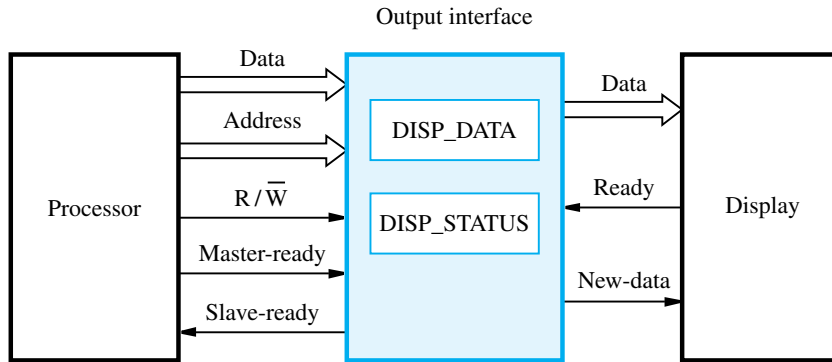 Output interface
Data
Data
Address
DISP_DATA
R / W̅
Ready
Processor
DISP_STATUS
Display
Master-ready
New-data
Slave-ready